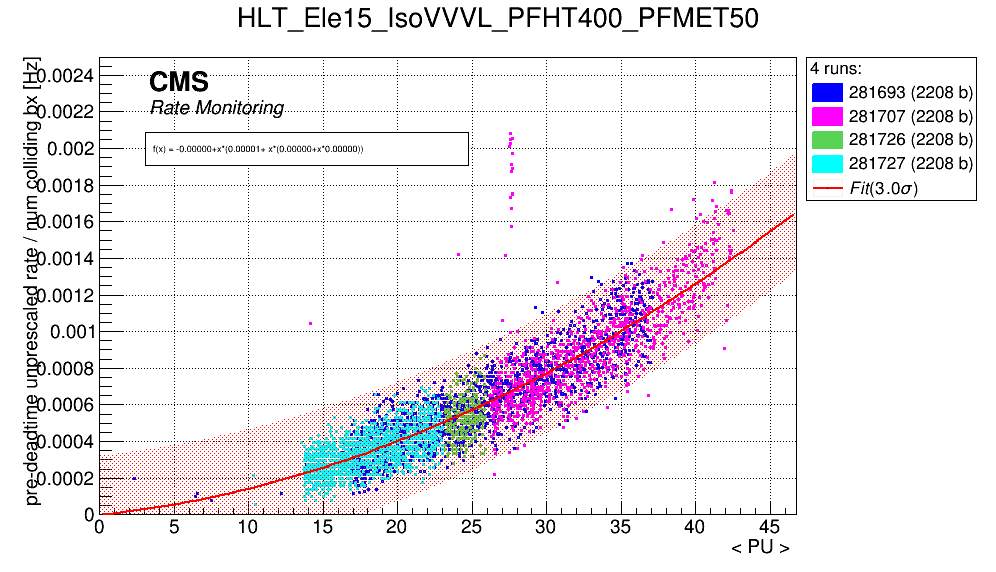 HLT_Ele15_IsoVVVL_PFHT400_PFMET50
pre-deadtime unprescaled rate / num colliding bx [Hz]
0.0024
0.0022
0.002
0.0018
0.0016
0.0014
0.0012
0.001
0.0008
0.0006
0.0004
0.0002
0
CMS
Rate Monitoring
f(x) = -0.00000+x*(0.00001+ x*(0.00000+x*0.00000))
0 5 10 15 20 25 30 35 40 45
< PU >
4 runs:
281693 (2208 b)
281707 (2208 b)
281726 (2208 b)
281727 (2208 b)
Fit(3.0σ)